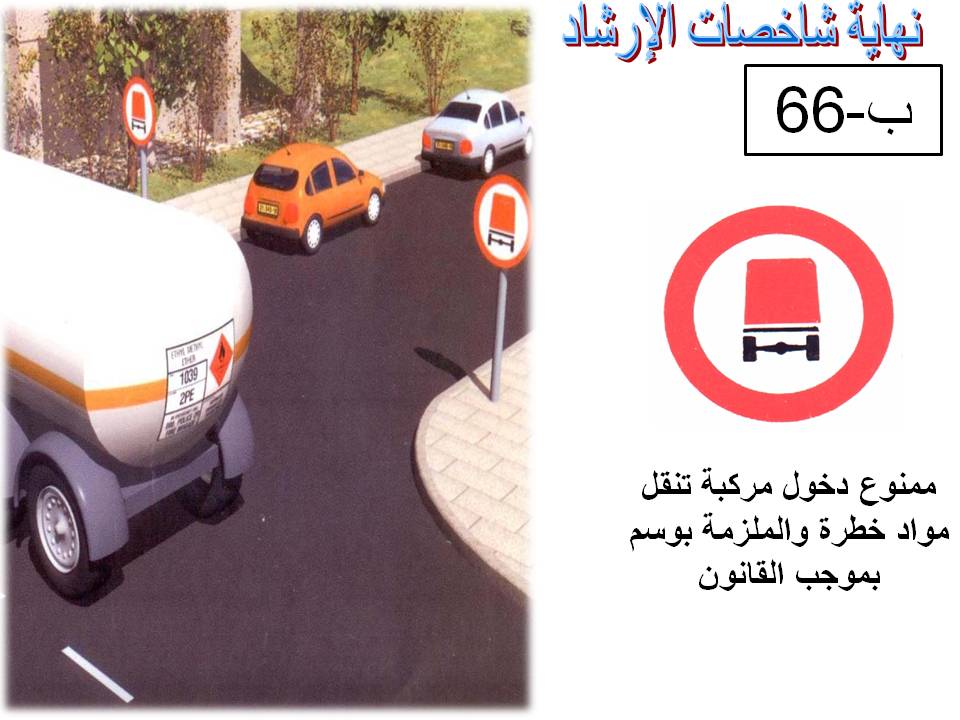 نهاية شاخصات الإرشاد
ب-66
ممنوع دخول مركبة تنقل
مواد خطرة والملزمة بوسم
بموجب القانون
ETHYL METHYL
ETHER
1039
2PE